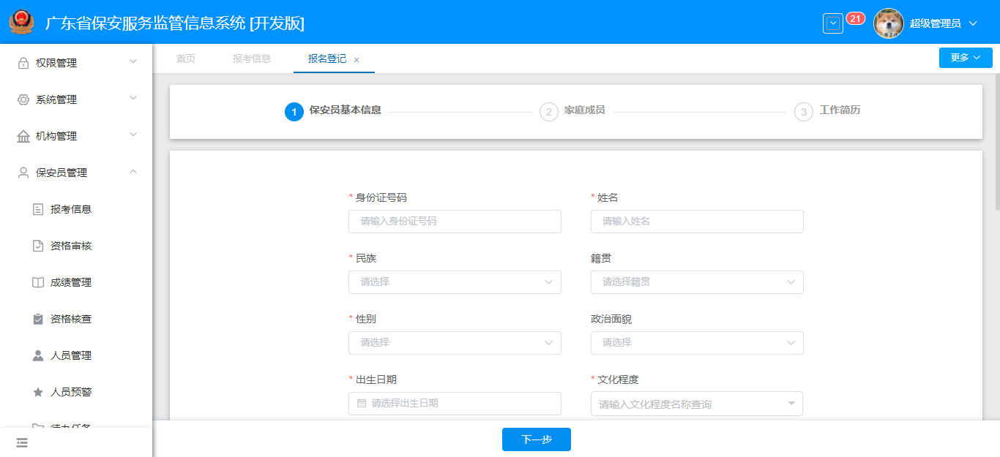 广东省保安服务监管信息系统 [开发版]
21
超级管理员
权限管理
系统管理
机构管理
保安员管理
报考信息
资格审核
成绩管理
资格核查
人员管理
人员预警
待办任务
首页
报考信息
报名登记 ×
更多
1 保安员基本信息
2 家庭成员
3 工作简历
* 身份证号码
请输入身份证号码
* 姓名
请输入姓名
* 民族
请选择
籍贯
请选择籍贯
* 性别
请选择
政治面貌
请选择
* 出生日期
请选择出生日期
* 文化程度
请输入文化程度名称查询
下一步